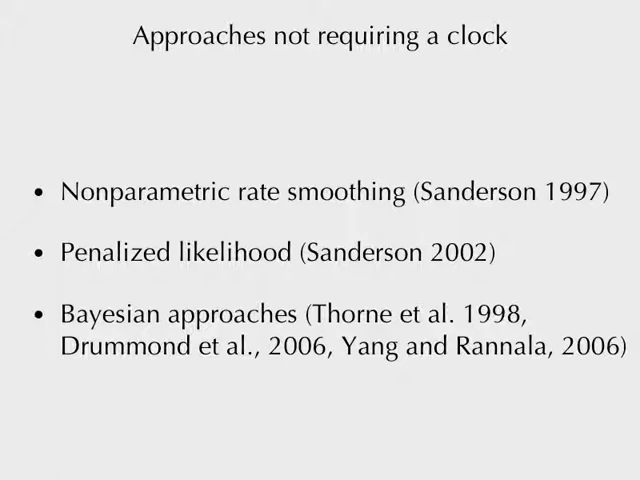 Approaches not requiring a clock
• Nonparametric rate smoothing (Sanderson 1997)
• Penalized likelihood (Sanderson 2002)
• Bayesian approaches (Thorne et al. 1998,
Drummond et al., 2006, Yang and Rannala, 2006)